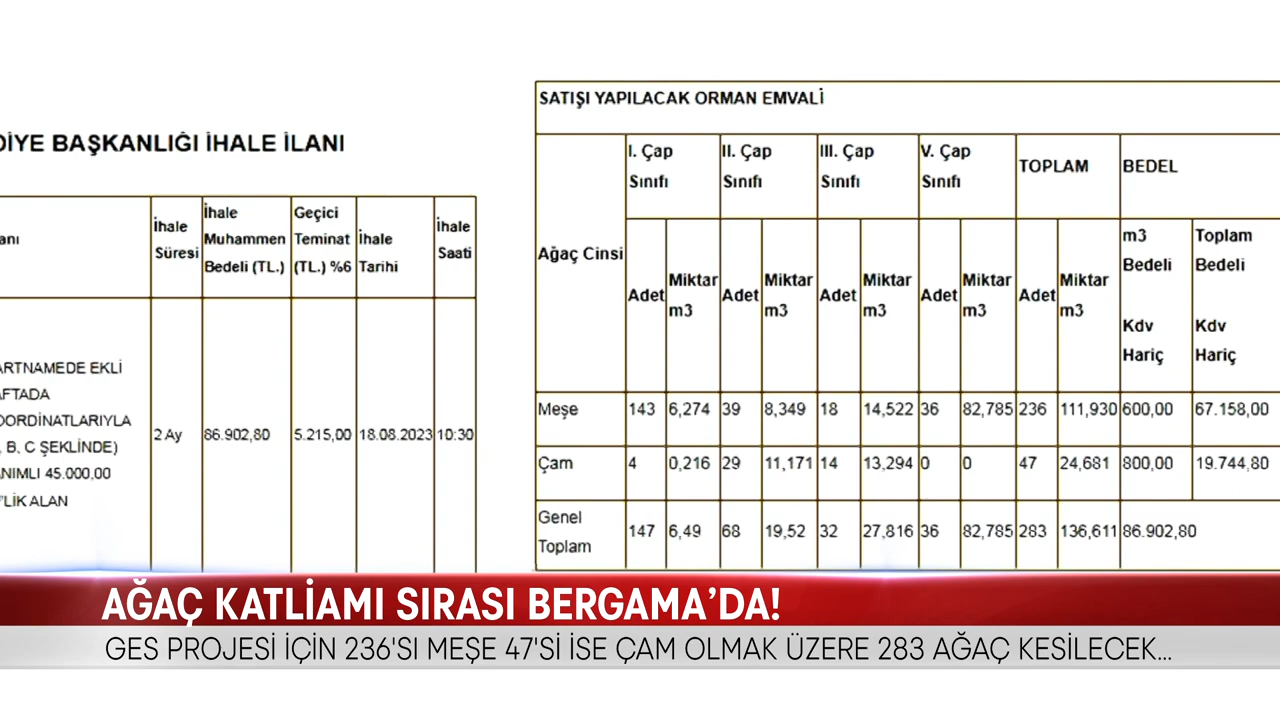 DİYE BAŞKANLIĞI İHALE İLANI
İhale Süresi
İhale Muhammen Bedeli (TL.)
Geçici Teminat (TL.) %6
İhale Tarihi
İhale Saati
ARTNAMEDE EKLİ
AFTADA
OORDİNATLARIYLA
, B, C ŞEKLİNDE)
ANIMLI 45.000,00
'LİK ALAN
2 Ay
86.902,80
5.215,00
18.08.2023
10:30
SATIŞI YAPILACAK ORMAN EMVALİ
Ağaç Cinsi
I. Çap Sınıfı
II. Çap Sınıfı
III. Çap Sınıfı
V. Çap Sınıfı
TOPLAM
BEDEL
Adet
Miktar m3
Adet
Miktar m3
Adet
Miktar m3
Adet
Miktar m3
Adet
Miktar m3
m3 Bedeli Kdv Hariç
Toplam Bedeli Kdv Hariç
Meşe 143 6,274 39 8,349 18 14,522 36 82,785 236 111,930 600,00 67.158,00
Çam 4 0,216 29 11,171 14 13,294 0 0 47 24,681 800,00 19.744,80
Genel Toplam 147 6,49 68 19,52 32 27,816 36 82,785 283 136,611 86.902,80
AĞAÇ KATLİAMI SIRASI BERGAMA'DA!
GES PROJESİ İÇİN 236'SI MEŞE 47'Sİ İSE ÇAM OLMAK ÜZERE 283 AĞAÇ KESİLECEK...